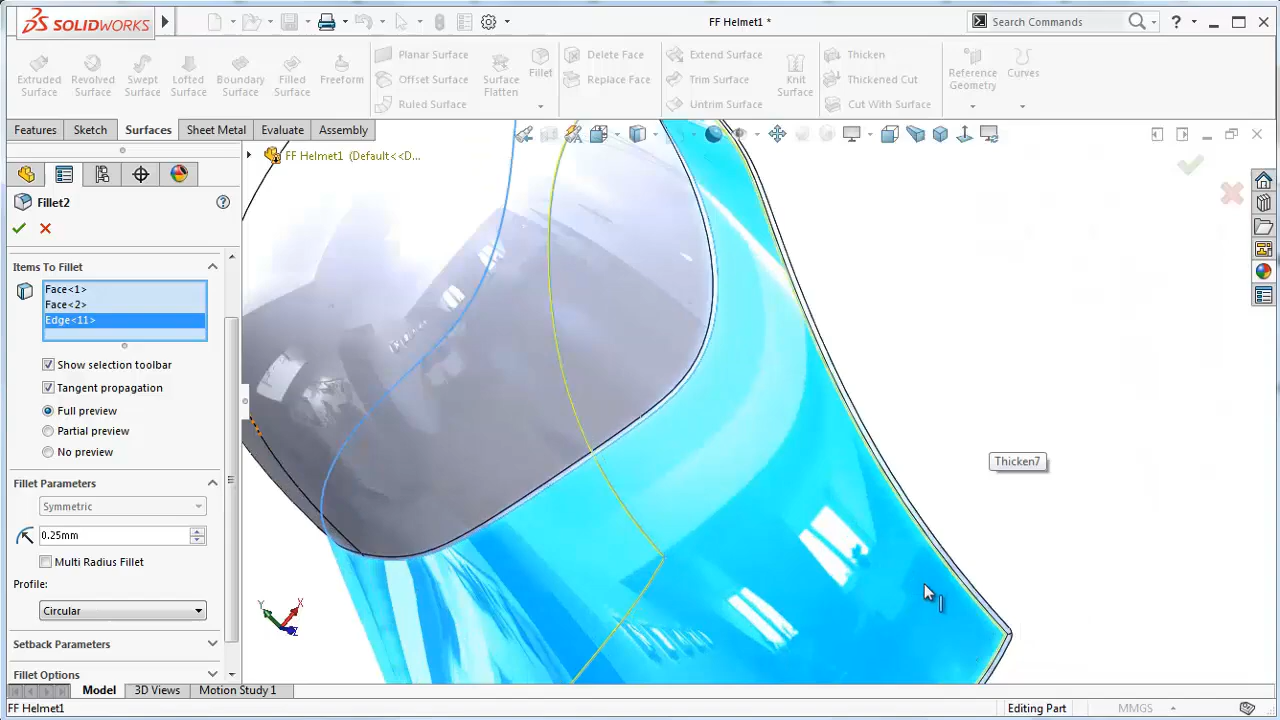 SOLIDWORKS
FF Helmet1 *
Search Commands
?
Extruded Surface
Revolved Surface
Swept Surface
Lofted Surface
Boundary Surface
Filled Surface
Freeform
Planar Surface
Offset Surface
Ruled Surface
Surface Flatten
Fillet
Delete Face
Replace Face
Extend Surface
Trim Surface
Untrim Surface
Knit Surface
Thicken
Thickened Cut
Cut With Surface
Reference Geometry
Curves
Features
Sketch
Surfaces
Sheet Metal
Evaluate
Assembly
FF Helmet1 (Default<<D...
Fillet2
?
Items To Fillet
Face<1>
Face<2>
Edge<11>
Show selection toolbar
Tangent propagation
Full preview
Partial preview
No preview
Fillet Parameters
Symmetric
0.25mm
Multi Radius Fillet
Profile:
Circular
Setback Parameters
Fillet Options
Thicken7
Y
X
Z
Model
3D Views
Motion Study 1
FF Helmet1
Editing Part
MMGS